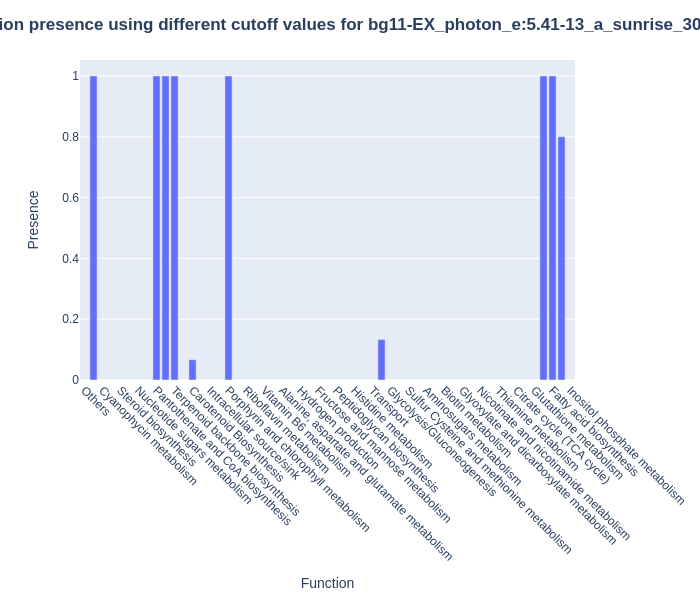 ion presence using different cutoff values for bg11-EX_photon_e:5.41-13_a_sunrise_30
1
0.8
0.6
0.4
0.2
0
Presence
Others
Cyanophycin metabolism
Steroid biosynthesis
Nucleotide sugars metabolism
Pantothenate and CoA biosynthesis
Terpenoid backbone biosynthesis
Carotenoid Biosynthesis
Intracellular source/sink
Porphyrin and chlorophyll metabolism
Riboflavin metabolism
Vitamin B6 metabolism
Alanine, aspartate and glutamate metabolism
Hydrogen production
Fructose and mannose metabolism
Peptidoglycan biosynthesis
Histidine metabolism
Transport
Glycolysis/Gluconeogenesis
Sulfur Cysteine and methionine metabolism
Aminosugars metabolism
Biotin metabolism
Glyoxylate and dicarboxylate metabolism
Nicotinate and nicotinamide metabolism
Thiamine metabolism
Citrate cycle (TCA cycle)
Glutathione metabolism
Fatty acid biosynthesis
Inositol phosphate metabolism
Function